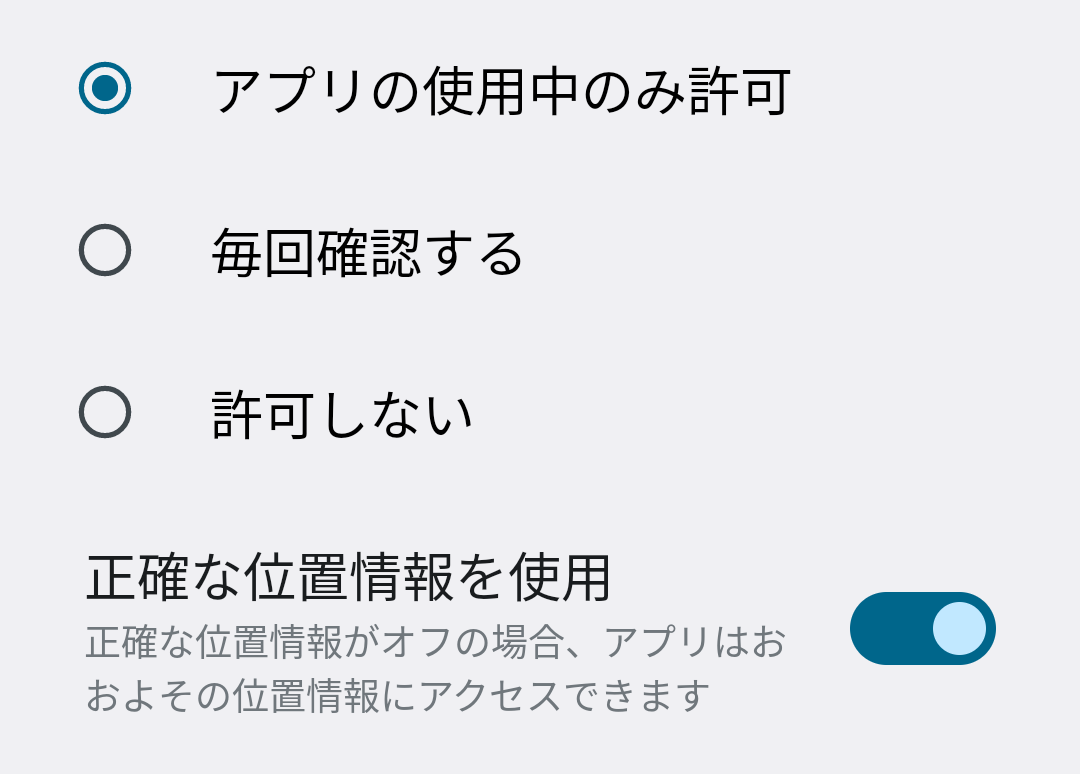 アプリの使用中のみ許可
毎回確認する
許可しない
正確な位置情報を使用
正確な位置情報がオフの場合、アプリはお
およその位置情報にアクセスできます